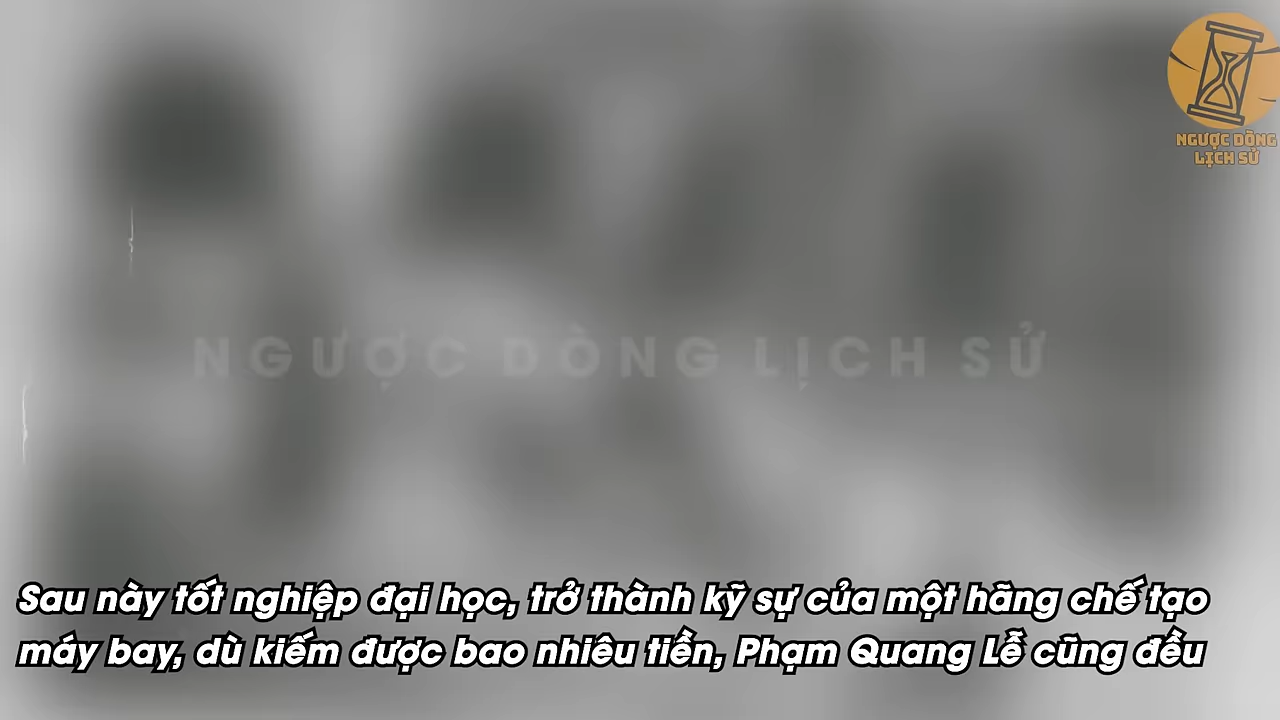 NGƯỢC DÒNG
LỊCH SỬ
NGƯỢC DÒNG LỊCH SỬ
Sau này tốt nghiệp đại học, trở thành kỹ sự của một hãng chế tạo
máy bay, dù kiếm được bao nhiêu tiền, Phạm Quang Lễ cũng đều